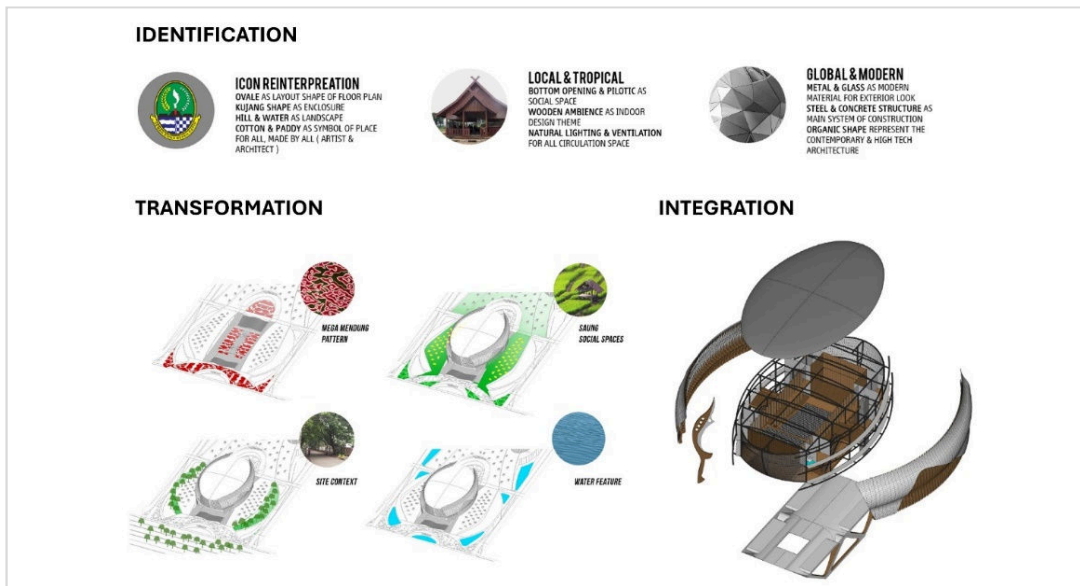 IDENTIFICATION
ICON REINTERPREATION
OVALE AS LAYOUT SHAPE OF FLOOR PLAN
KUJANG SHAPE AS ENCLOSURE
HILL & WATER AS LANDSCAPE
COTTON & PADDY AS SYMBOL OF PLACE
FOR ALL, MADE BY ALL ( ARTIST &
ARCHITECT )
LOCAL & TROPICAL
BOTTOM OPENING & PILOTIC AS
SOCIAL SPACE
WOODEN AMBIENCE AS INDOOR
DESIGN THEME
NATURAL LIGHTING & VENTILATION
FOR ALL CIRCULATION SPACE
GLOBAL & MODERN
METAL & GLASS AS MODERN
MATERIAL FOR EXTERIOR LOOK
STEEL & CONCRETE STRUCTURE AS
MAIN SYSTEM OF CONSTRUCTION
ORGANIC SHAPE REPRESENT THE
CONTEMPORARY & HIGH TECH
ARCHITECTURE
TRANSFORMATION
MEGA MENDUNG
PATTERN
SAUNG
SOCIAL SPACES
SITE CONTEXT
WATER FEATURE
INTEGRATION